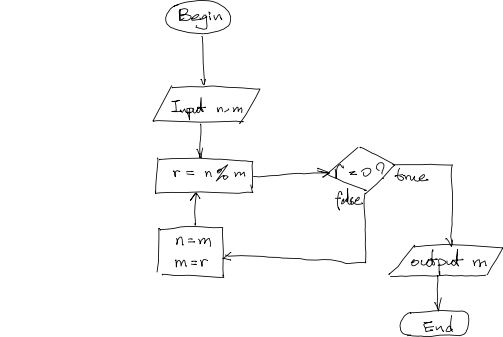 Begin
Input n, m
r = n % m
r = 0?
true
false
n = m
m = r
output m
End